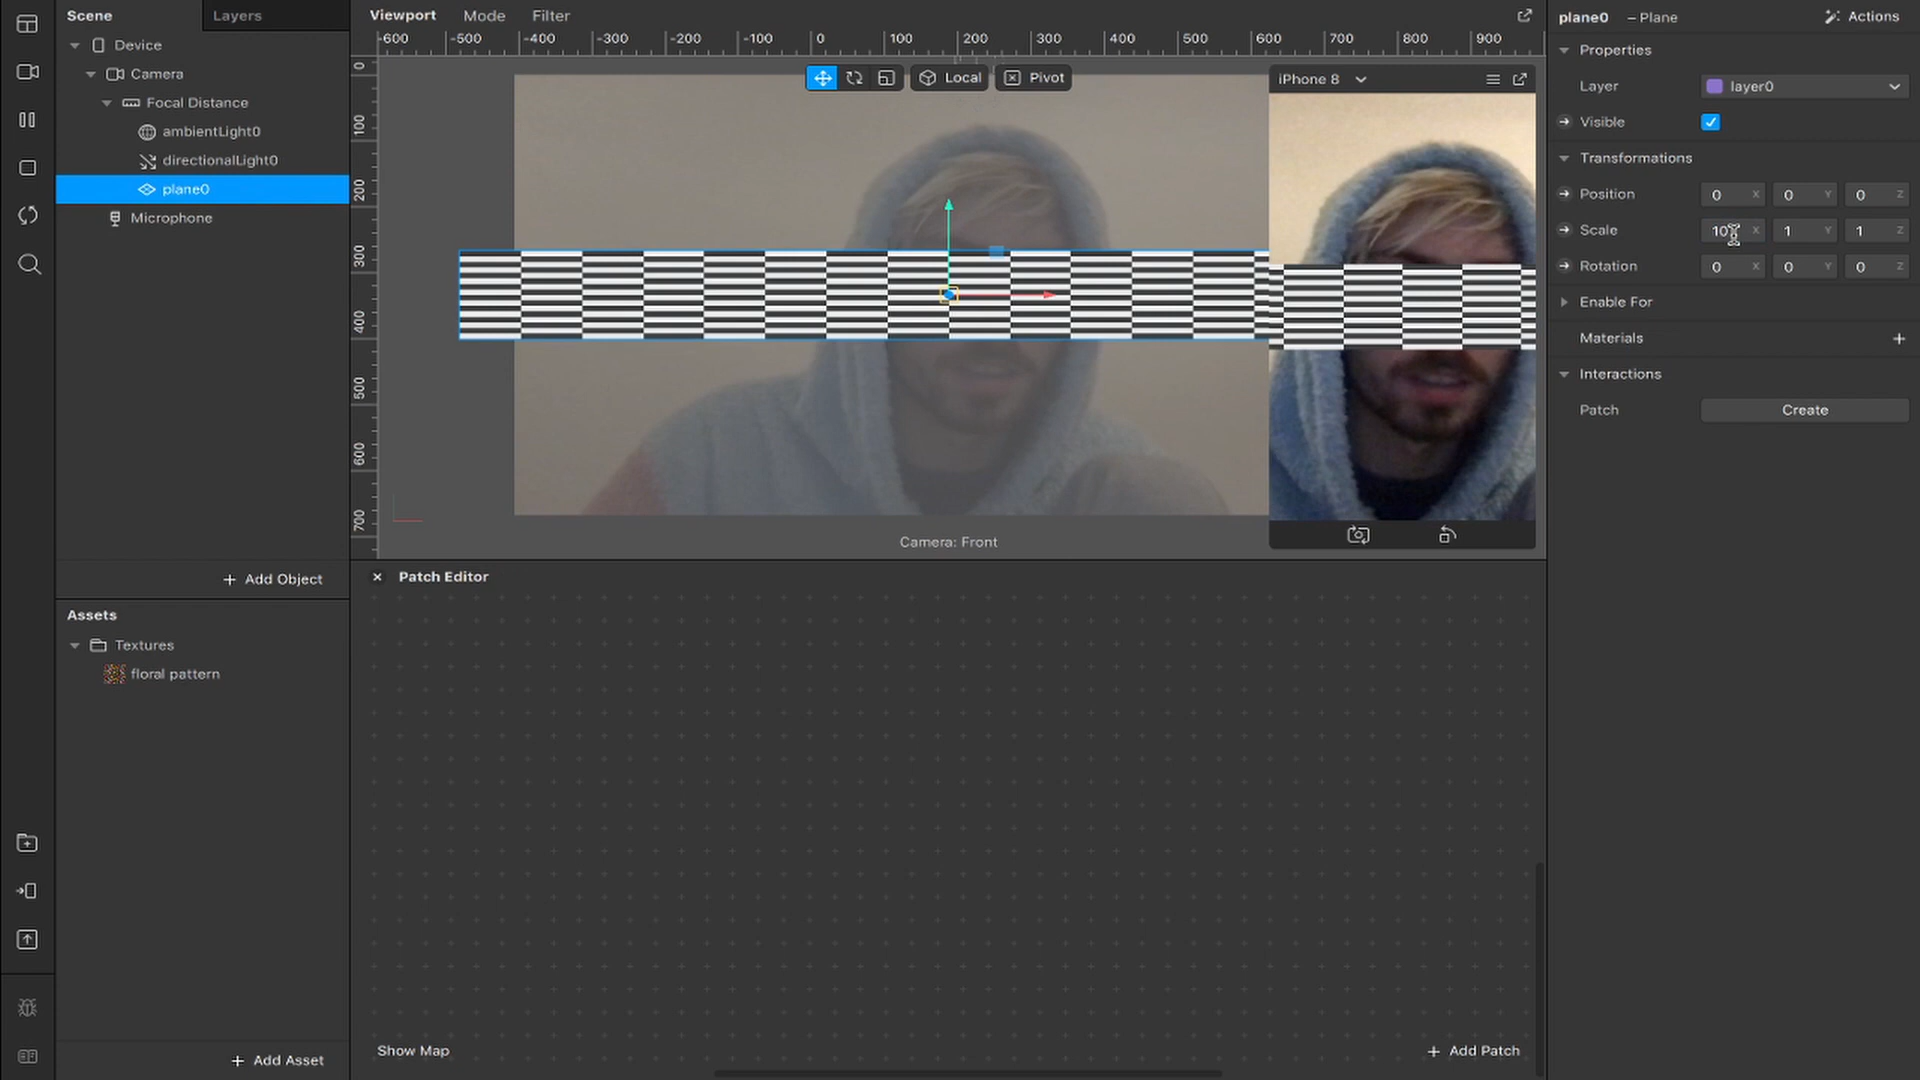 Scene
Layers
Device
Camera
Focal Distance
ambientLight0
directionalLight0
plane0
Microphone
+ Add Object
Assets
Textures
floral pattern
+ Add Asset
Viewport Mode Filter
-600 -500 -400 -300 -200 -100 0 100 200 300 400 500 600 700 800 900
0
100
200
300
400
500
600
700
Local
Pivot
iPhone 8
Camera: Front
Patch Editor
Show Map
+ Add Patch
plane0 – Plane
Actions
Properties
Layer layer0
Visible
Transformations
Position 0 X 0 Y 0 Z
Scale 10 X 1 Y 1 Z
Rotation 0 X 0 Y 0 Z
Enable For
Materials +
Interactions
Patch Create